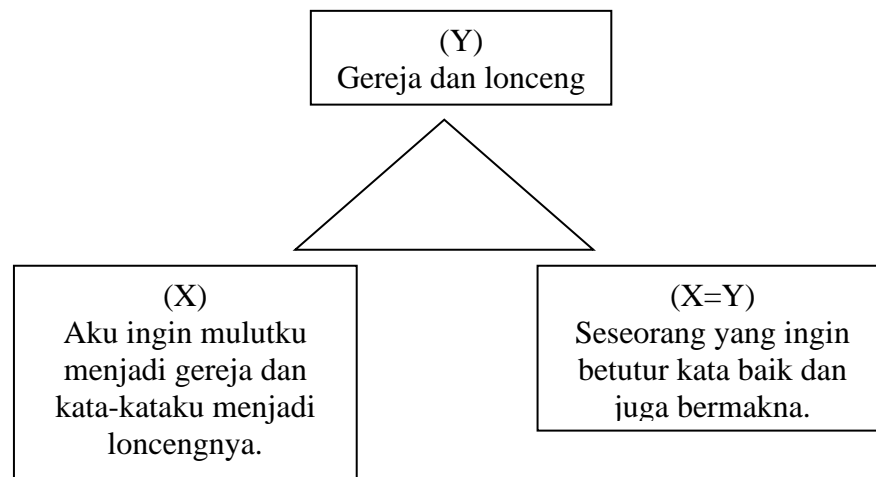 (Y)
Gereja dan lonceng
(X)
Aku ingin mulutku
menjadi gereja dan
kata-kataku menjadi
loncengnya.
(X=Y)
Seseorang yang ingin
betutur kata baik dan
juga bermakna.